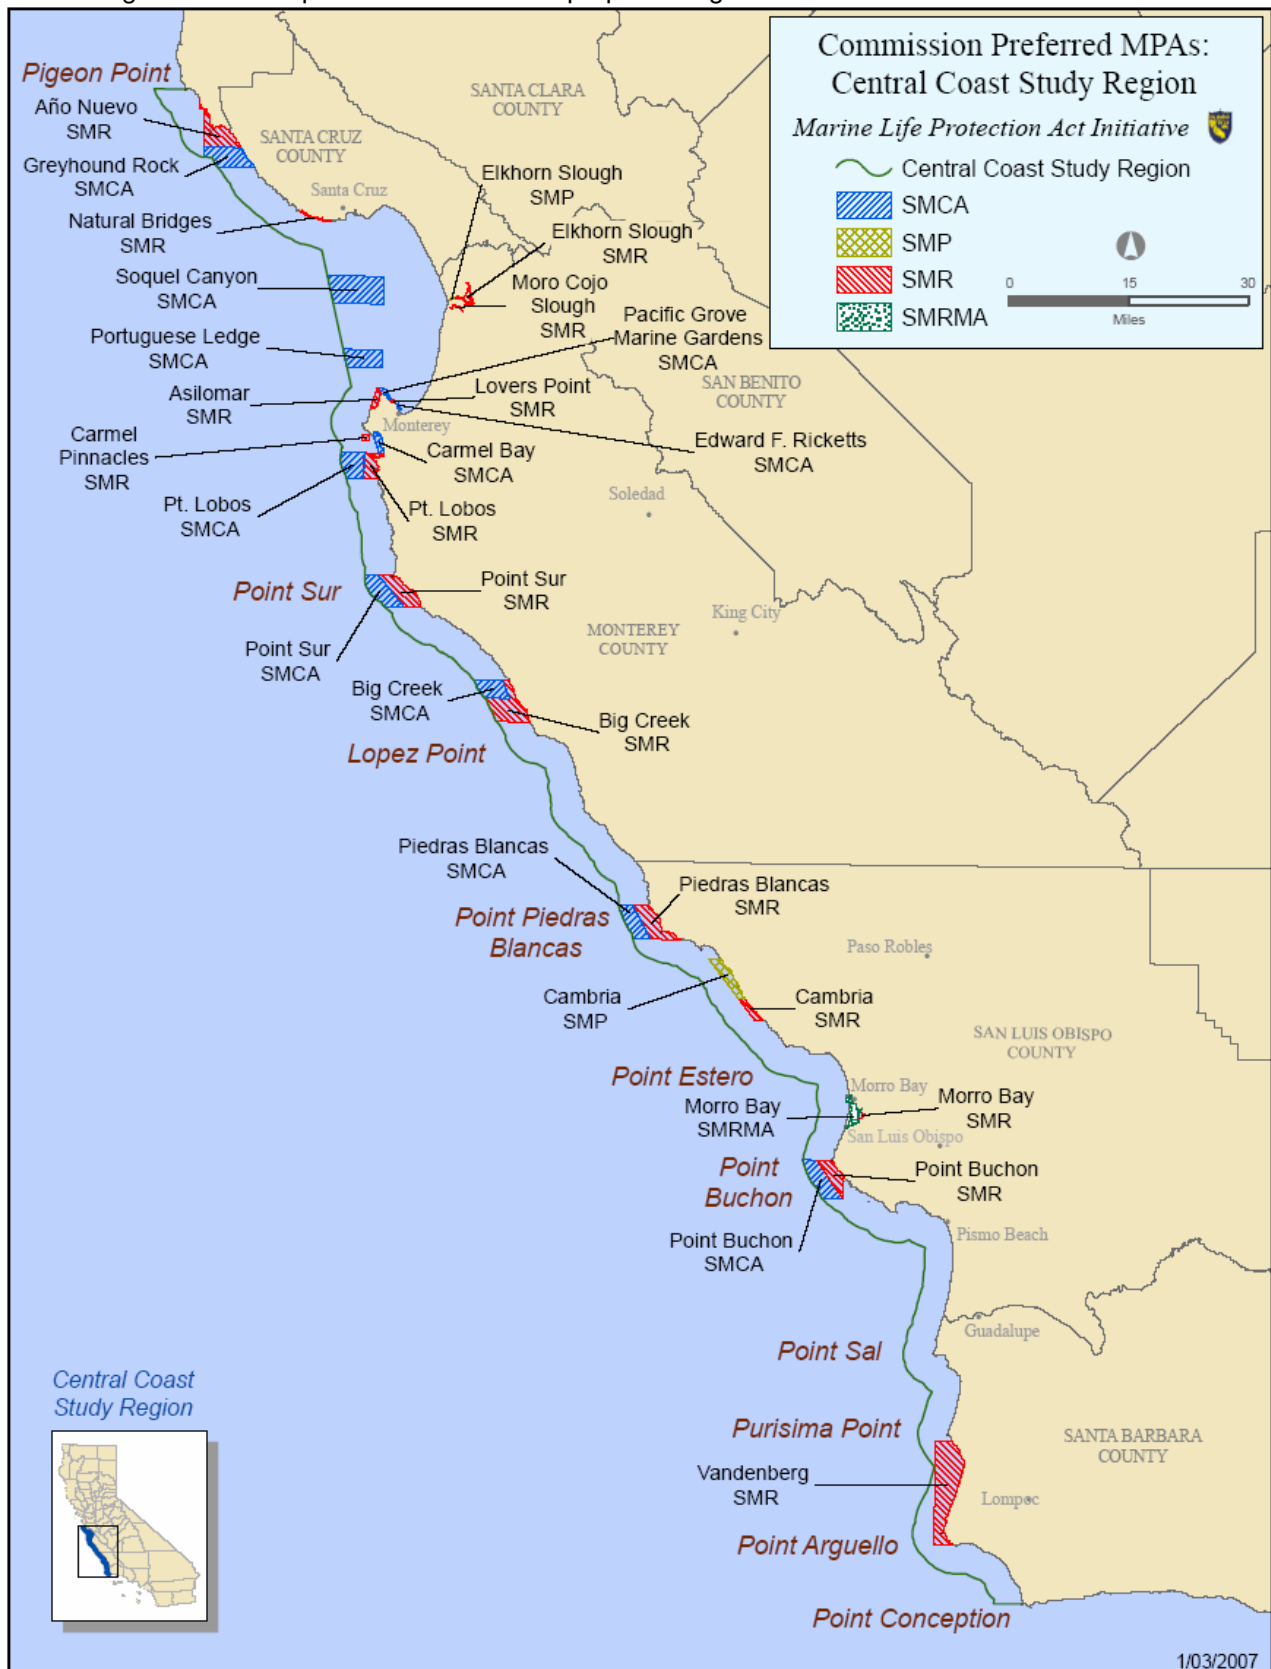 Commission Preferred MPAs:
Central Coast Study Region
Marine Life Protection Act Initiative
Central Coast Study Region
SMCA
SMP
SMR
SMRMA
0 15 30
Miles
Pigeon Point
Año Nuevo
SMR
Greyhound Rock
SMCA
Natural Bridges
SMR
Soquel Canyon
SMCA
Portuguese Ledge
SMCA
Asilomar
SMR
Carmel
Pinnacles
SMR
Pt. Lobos
SMCA
SANTA CLARA
COUNTY
SANTA CRUZ
COUNTY
Santa Cruz
Elkhorn Slough
SMP
Elkhorn Slough
SMR
Moro Cojo
Slough
SMR
Pacific Grove
Marine Gardens
SMCA
Lovers Point
SMR
Monterey
SAN BENITO
COUNTY
Edward F. Ricketts
SMCA
Carmel Bay
SMCA
Pt. Lobos
SMR
Soledad
Point Sur
Point Sur
SMR
Point Sur
SMCA
King City
MONTEREY
COUNTY
Big Creek
SMCA
Big Creek
SMR
Lopez Point
Piedras Blancas
SMCA
Piedras Blancas
SMR
Point Piedras
Blancas
Paso Robles
Cambria
SMP
Cambria
SMR
SAN LUIS OBISPO
COUNTY
Point Estero
Morro Bay
Morro Bay
SMRMA
Morro Bay
SMR
San Luis Obispo
Point
Buchon
Point Buchon
SMR
Point Buchon
SMCA
Pismo Beach
Guadalupe
Point Sal
Purisima Point
SANTA BARBARA
COUNTY
Vandenberg
SMR
Lompoc
Point Arguello
Point Conception
Central Coast
Study Region
1/03/2007